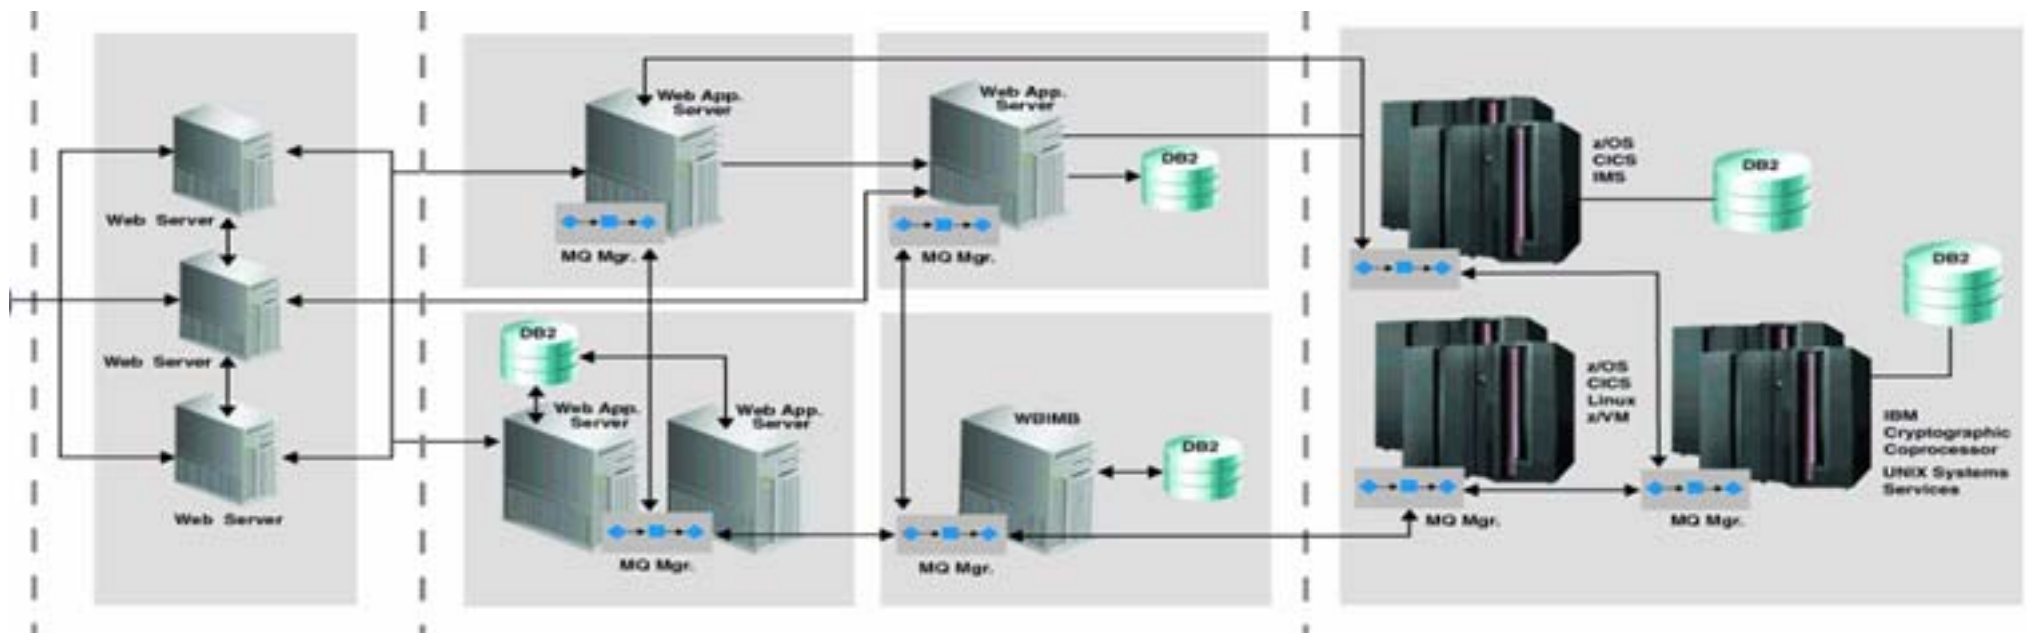 Web Server
Web Server
Web Server
Web App.
Server
MQ Mgr.
Web App.
Server
DB2
MQ Mgr.
DB2
Web App.
Server
Web App.
Server
MQ Mgr.
WBIMB
DB2
MQ Mgr.
z/OS
CICS
IMS
DB2
DB2
z/OS
CICS
Linux
z/VM
MQ Mgr.
IBM
Cryptographic
Coprocessor
UNIX Systems
Services
MQ Mgr.